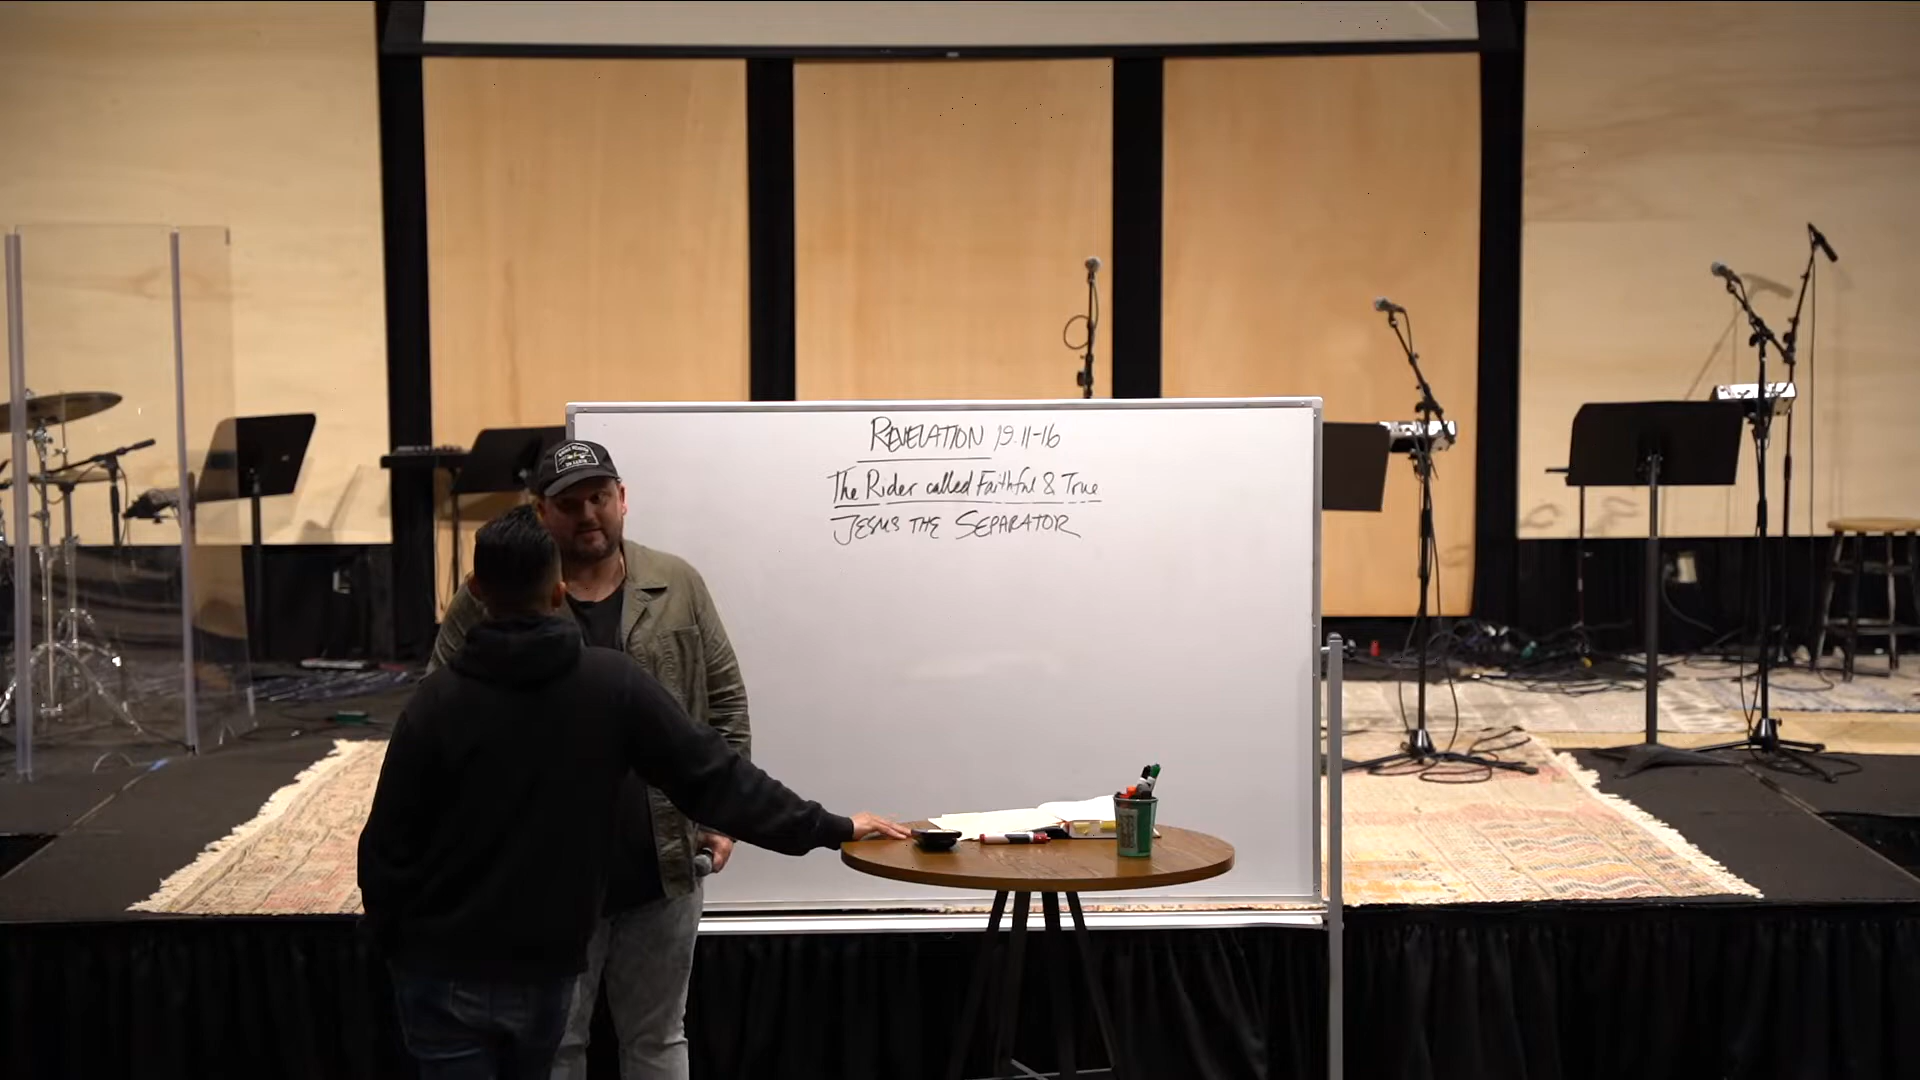 REVELATION 19:11-16
The Rider called Faithful & True
JESUS THE SEPARATOR